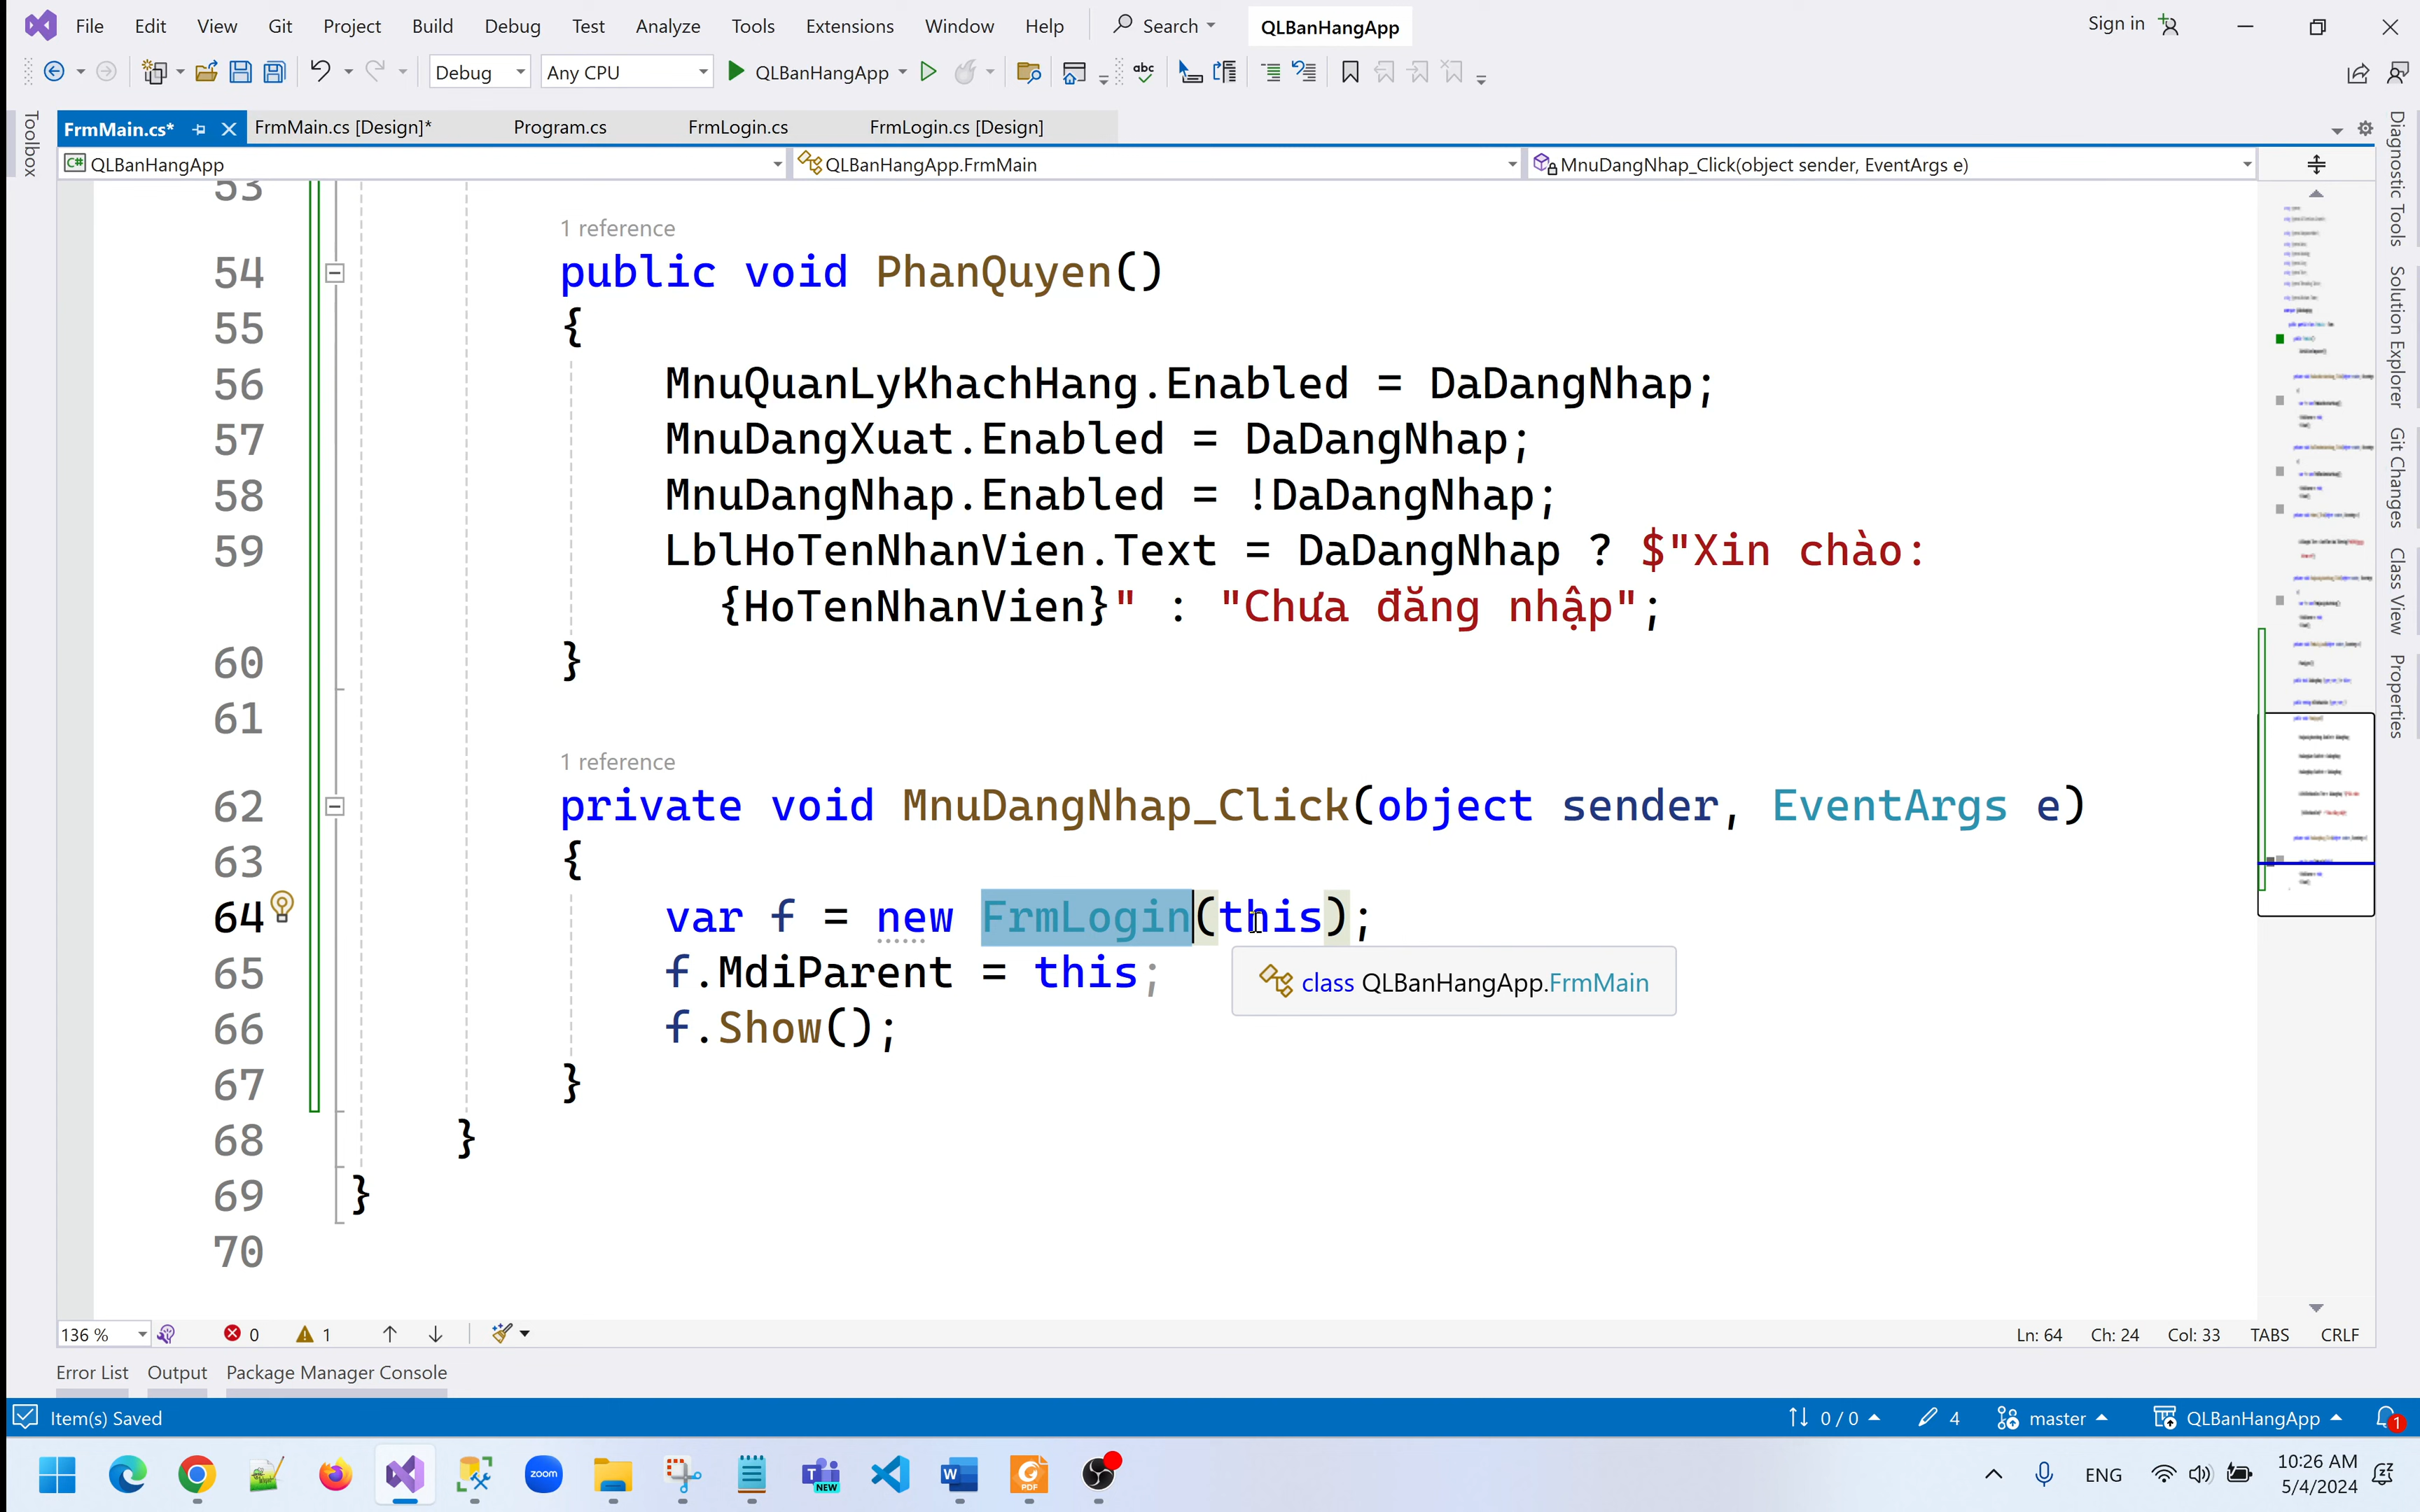 File Edit View Git Project Build Debug Test Analyze Tools Extensions Window Help Search QLBanHangApp Sign in
Debug Any CPU QLBanHangApp
FrmMain.cs* FrmMain.cs [Design]* Program.cs FrmLogin.cs FrmLogin.cs [Design]
QLBanHangApp QLBanHangApp.FrmMain MnuDangNhap_Click(object sender, EventArgs e)
Toolbox
53
1 reference
54 public void PhanQuyen()
55 {
56 MnuQuanLyKhachHang.Enabled = DaDangNhap;
57 MnuDangXuat.Enabled = DaDangNhap;
58 MnuDangNhap.Enabled = !DaDangNhap;
59 LblHoTenNhanVien.Text = DaDangNhap ? $"Xin chào:
{HoTenNhanVien}" : "Chưa đăng nhập";
60 }
61
1 reference
62 private void MnuDangNhap_Click(object sender, EventArgs e)
63 {
64 var f = new FrmLogin(this);
65 f.MdiParent = this;
class QLBanHangApp.FrmMain
66 f.Show();
67 }
68 }
69 }
70
Diagnostic Tools
Solution Explorer
Git Changes
Class View
Properties
136 % 0 1 Ln: 64 Ch: 24 Col: 33 TABS CRLF
Error List Output Package Manager Console
Item(s) Saved 0 / 0 4 master QLBanHangApp 1
zoom T NEW W PDF ENG 10:26 AM
5/4/2024